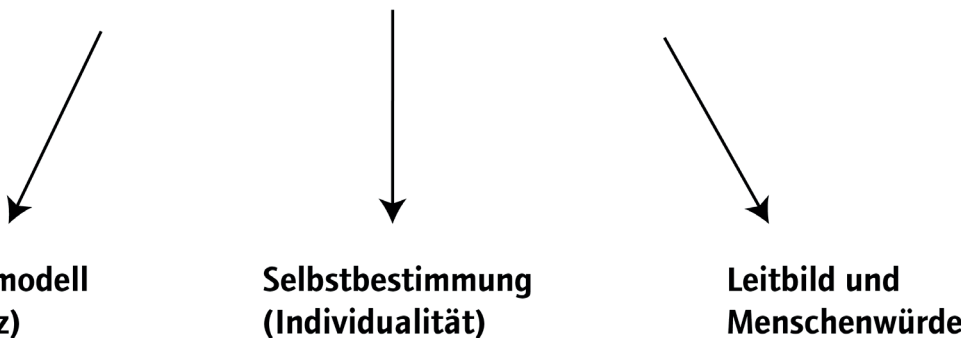 modell
z)
Selbstbestimmung
(Individualität)
Leitbild und
Menschenwürde